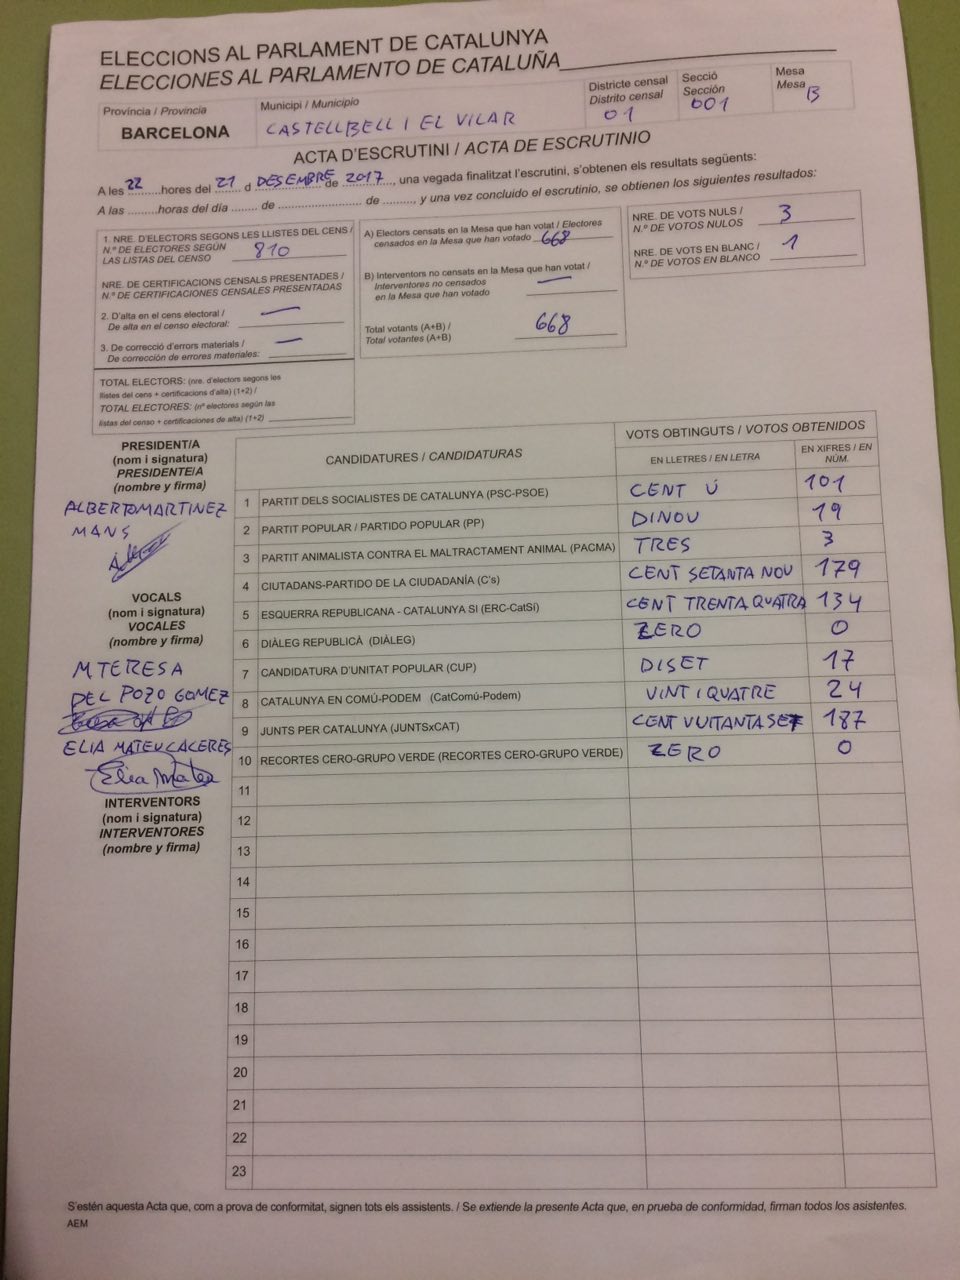 ELECCIONS AL PARLAMENT DE CATALUNYA
ELECCIONES AL PARLAMENTO DE CATALUÑA
Província / Provincia
BARCELONA
Municipi / Municipio
CASTELLBELL I EL VILAR
Districte censal
Distrito censal
01
Secció
Sección
001
Mesa
Mesa B
ACTA D'ESCRUTINI / ACTA DE ESCRUTINIO
A les 22 hores del 21 d DESEMBRE de 2017, una vegada finalitzat l'escrutini, s'obtenen els resultats següents:
A las ......... horas del día ........ de ............................ de ........, y una vez concluido el escrutinio, se obtienen los siguientes resultados:
1. NRE. D'ELECTORS SEGONS LES LLISTES DEL CENS /
N.º DE ELECTORES SEGÚN
LAS LISTAS DEL CENSO 810
NRE. DE CERTIFICACIONS CENSALS PRESENTADES /
N.º DE CERTIFICACIONES CENSALES PRESENTADAS
2. D'alta en el cens electoral /
De alta en el censo electoral: —
3. De correcció d'errors materials /
De corrección de errores materiales: —
TOTAL ELECTORS: (nre. d'electors segons les
llistes del cens + certificacions d'alta) (1+2) /
TOTAL ELECTORES: (nº electores según las
listas del censo + certificaciones de alta) (1+2)
A) Electors censats en la Mesa que han votat / Electores
censados en la Mesa que han votado 668
B) Interventors no censats en la Mesa que han votat /
Interventores no censados
en la Mesa que han votado —
Total votants (A+B) /
Total votantes (A+B) 668
NRE. DE VOTS NULS /
N.º DE VOTOS NULOS 3
NRE. DE VOTS EN BLANC /
N.º DE VOTOS EN BLANCO 1
PRESIDENT/A
(nom i signatura)
PRESIDENTE/A
(nombre y firma)
ALBERTO MARTINEZ
MANS
VOCALS
(nom i signatura)
VOCALES
(nombre y firma)
M TERESA
DEL POZO GOMEZ
ELIA MATEU CACERES
Elia Mateu
INTERVENTORS
(nom i signatura)
INTERVENTORES
(nombre y firma)
CANDIDATURES / CANDIDATURAS
VOTS OBTINGUTS / VOTOS OBTENIDOS
EN LLETRES / EN LETRA
EN XIFRES / EN NÚM.
1 PARTIT DELS SOCIALISTES DE CATALUNYA (PSC-PSOE) CENT Ú 101
2 PARTIT POPULAR / PARTIDO POPULAR (PP) DINOU 19
3 PARTIT ANIMALISTA CONTRA EL MALTRACTAMENT ANIMAL (PACMA) TRES 3
4 CIUTADANS-PARTIDO DE LA CIUDADANÍA (C's) CENT SETANTA NOU 179
5 ESQUERRA REPUBLICANA - CATALUNYA SI (ERC-CatSí) CENT TRENTA QUATRA 134
6 DIÀLEG REPUBLICÀ (DIÀLEG) ZERO 0
7 CANDIDATURA D'UNITAT POPULAR (CUP) DISET 17
8 CATALUNYA EN COMÚ-PODEM (CatComú-Podem) VINT I QUATRE 24
9 JUNTS PER CATALUNYA (JUNTSxCAT) CENT VUITANTA SET 187
10 RECORTES CERO-GRUPO VERDE (RECORTES CERO-GRUPO VERDE) ZERO 0
11
12
13
14
15
16
17
18
19
20
21
22
23
S'estén aquesta Acta que, com a prova de conformitat, signen tots els assistents. / Se extiende la presente Acta que, en prueba de conformidad, firman todos los asistentes.
AEM